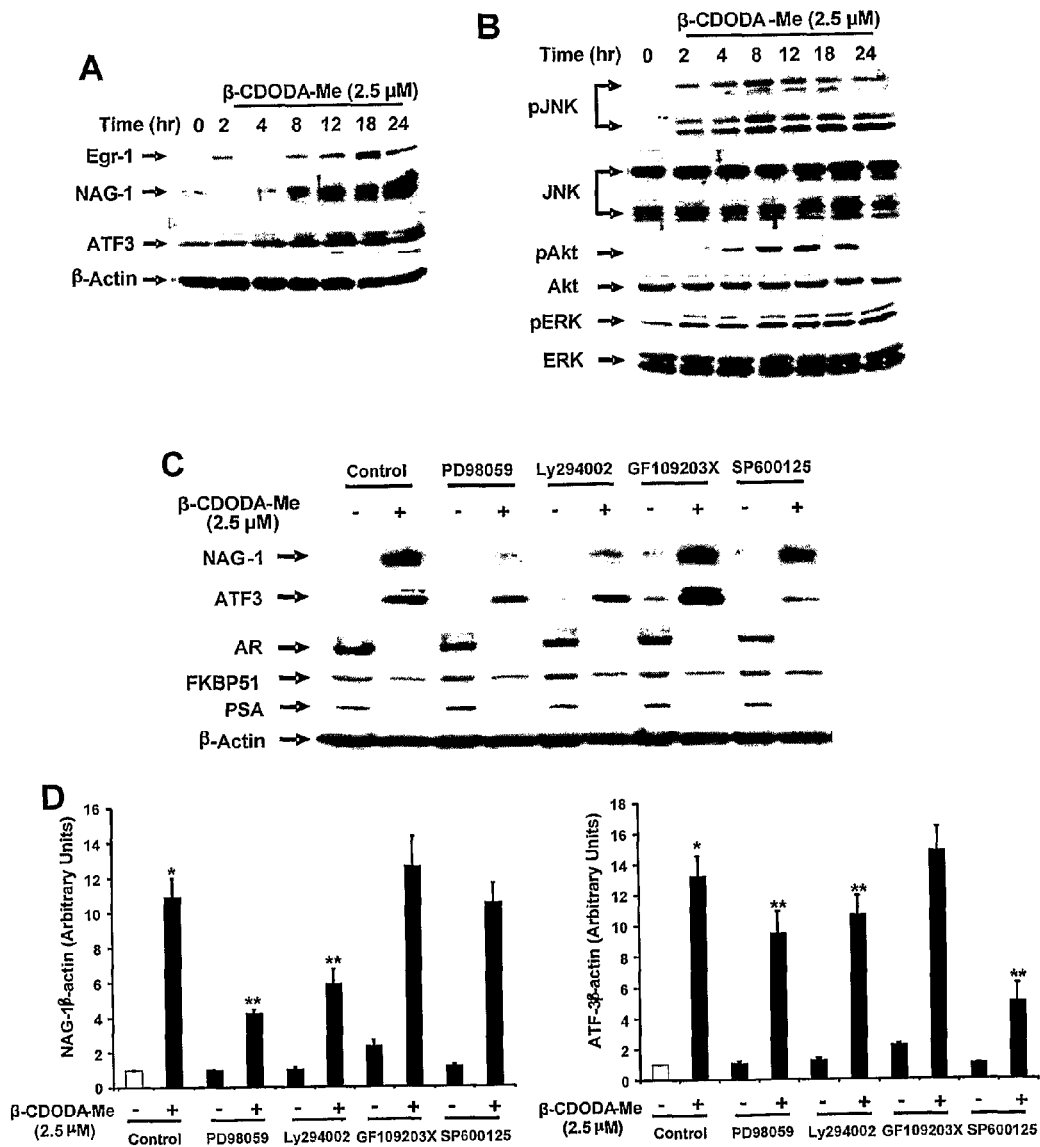 A
β-CDODA-Me (2.5 µM)
Time (hr) 0 2 4 8 12 18 24
Egr-1
NAG-1
ATF3
β-Actin
B
β-CDODA -Me (2.5 µM)
Time (hr) 0 2 4 8 12 18 24
pJNK
JNK
pAkt
Akt
pERK
ERK
C
Control PD98059 Ly294002 GF109203X SP600125
β-CDODA-Me - + - + - + - + - +
(2.5 µM)
NAG-1
ATF3
AR
FKBP51
PSA
β-Actin
D
NAG-1β-actin (Arbitrary Units)
16
14
12
10
8
6
4
2
0
*
**
**
β-CDODA-Me - + - + - + - + - +
(2.5 µM)
Control PD98059 Ly294002 GF109203X SP600125
ATF-3β-actin (Arbitrary Units)
18
16
14
12
10
8
6
4
2
0
*
**
**
**
β-CDODA-Me - + - + - + - + - +
(2.5 µM)
Control PD98059 Ly294002 GF109203X SP600125